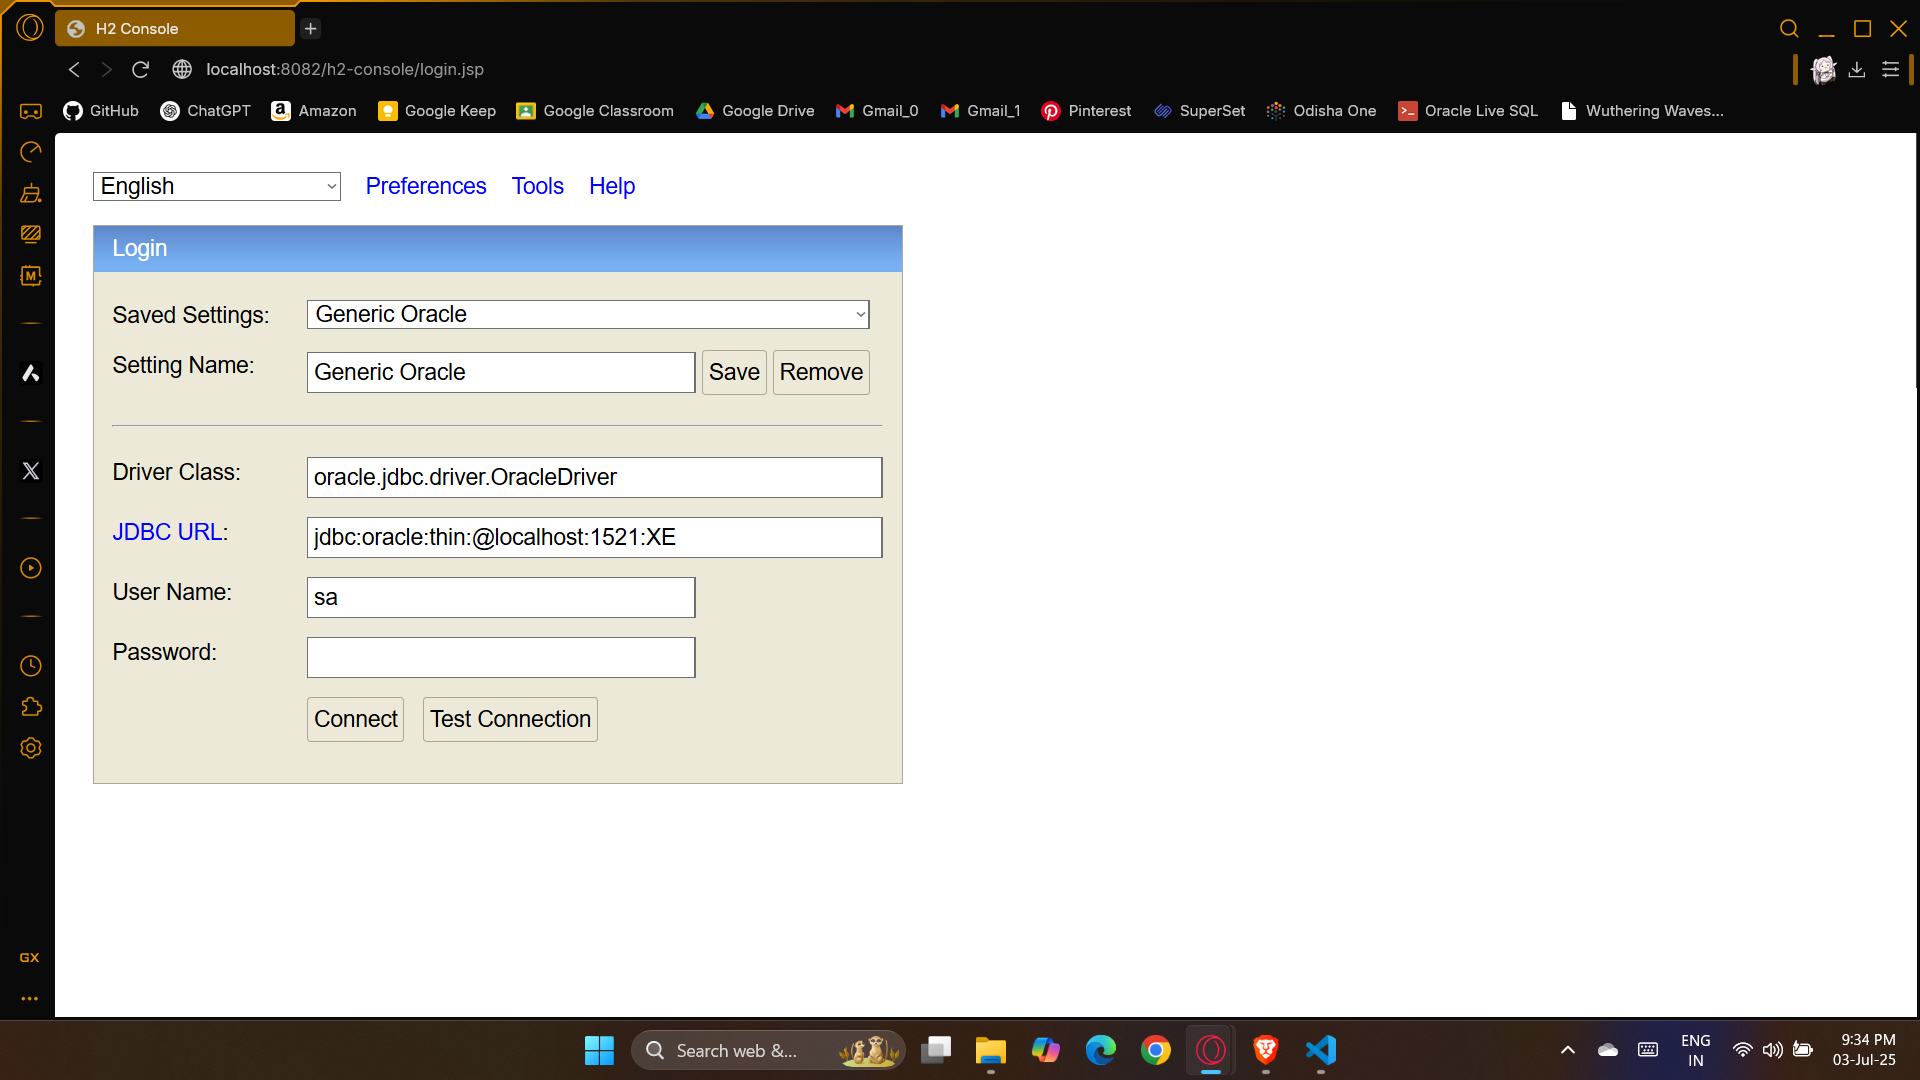 H2 Console
localhost:8082/h2-console/login.jsp
GitHub ChatGPT Amazon Google Keep Google Classroom Google Drive Gmail_0 Gmail_1 Pinterest SuperSet Odisha One Oracle Live SQL Wuthering Waves...
English Preferences Tools Help
Login
Saved Settings: Generic Oracle
Setting Name: Generic Oracle Save Remove
Driver Class: oracle.jdbc.driver.OracleDriver
JDBC URL: jdbc:oracle:thin:@localhost:1521:XE
User Name: sa
Password:
Connect Test Connection
GX
Search web &...
ENG
IN
9:34 PM
03-Jul-25